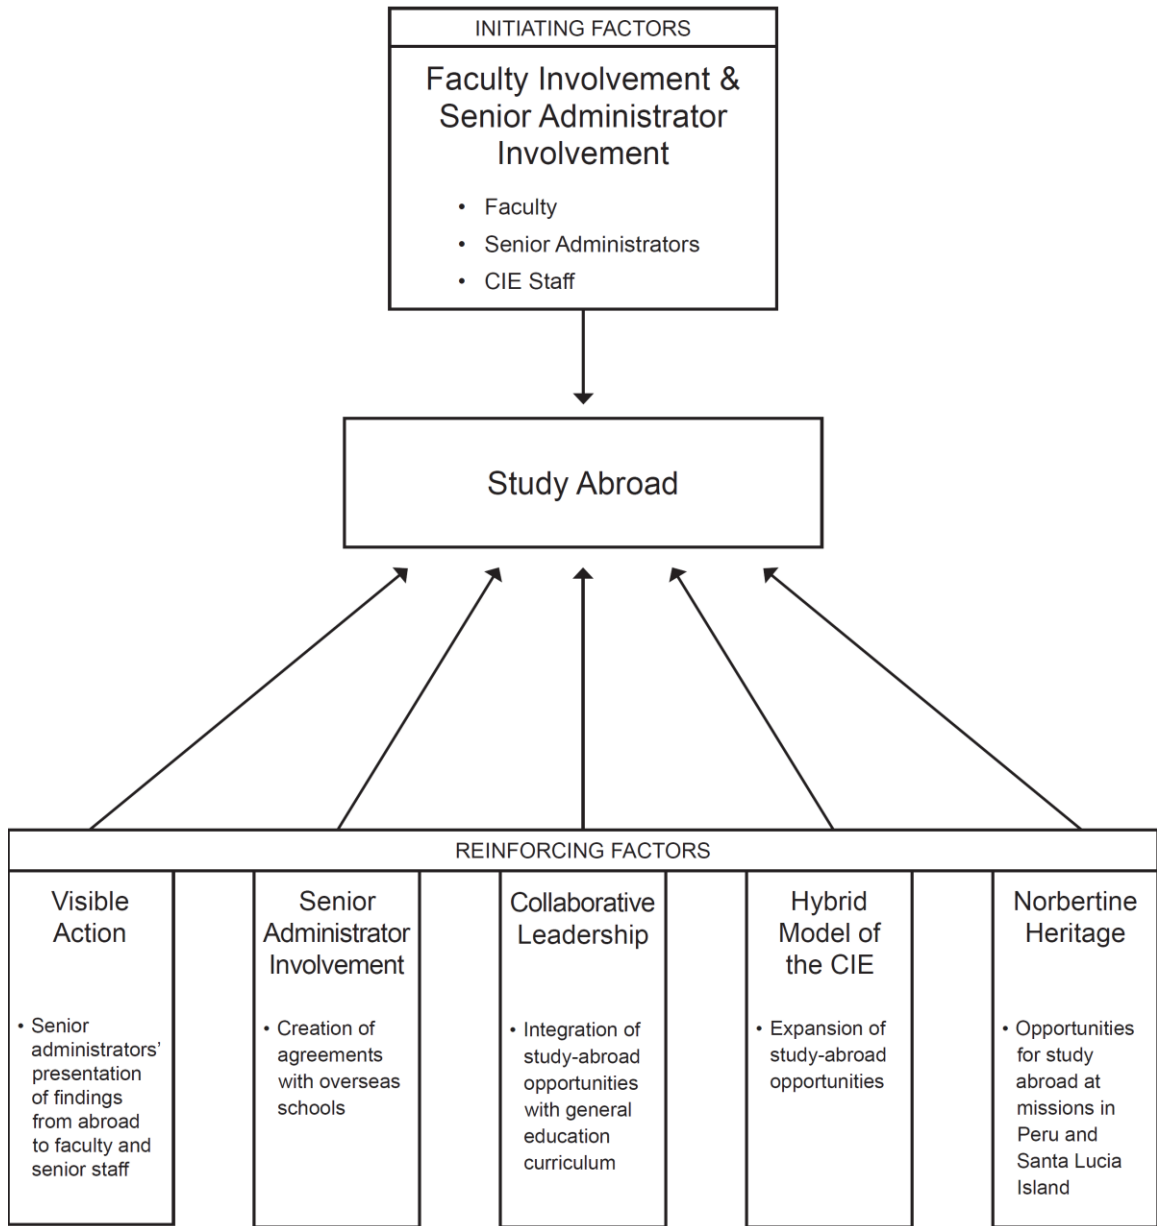 INITIATING FACTORS
Faculty Involvement &
Senior Administrator
Involvement
• Faculty
• Senior Administrators
• CIE Staff
Study Abroad
REINFORCING FACTORS
Visible
Action
• Senior
administrators’
presentation
of findings
from abroad
to faculty and
senior staff
Senior
Administrator
Involvement
• Creation of
agreements
with overseas
schools
Collaborative
Leadership
• Integration of
study-abroad
opportunities
with general
education
curriculum
Hybrid
Model of
the CIE
• Expansion of
study-abroad
opportunities
Norbertine
Heritage
• Opportunities
for study
abroad at
missions in
Peru and
Santa Lucia
Island